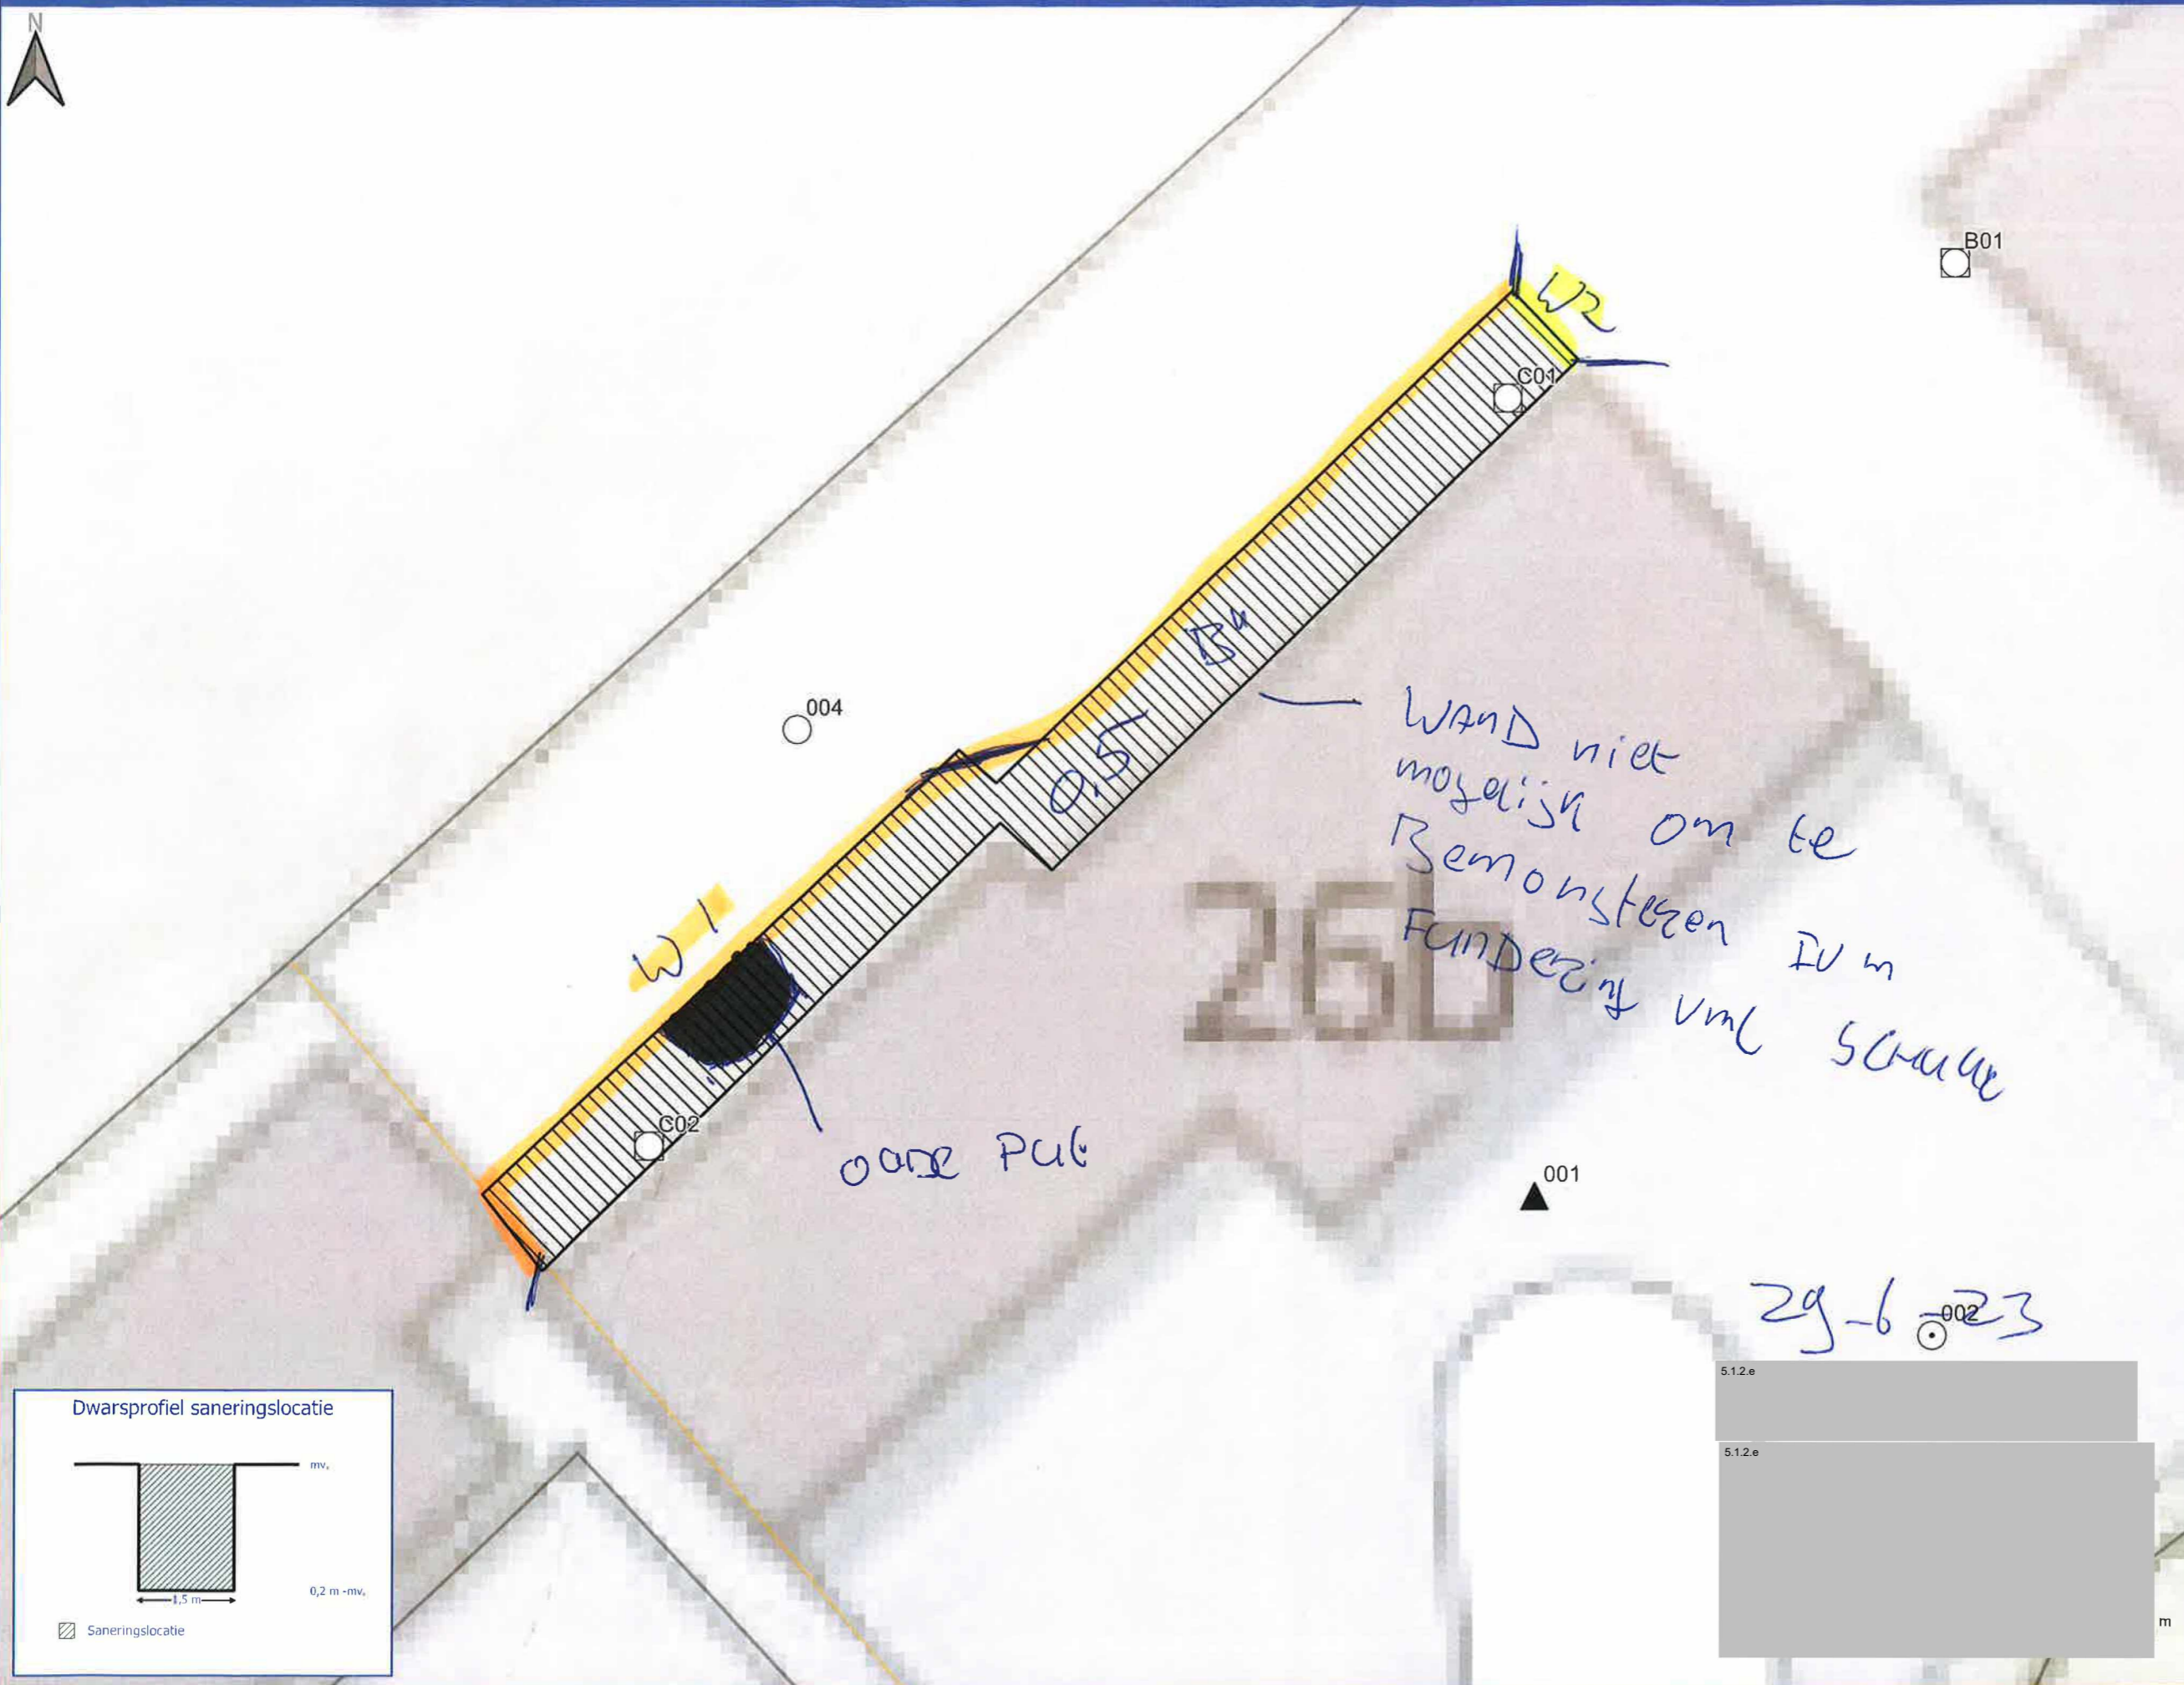 N
B01
W2
C01
B"
004
0,5
WAND niet
mogelijk om te
Bemonsteren IVm
Fundering vml schuur
26b
W1
C02
oude Put
001
29-6-23
002
5.1.2.e
5.1.2.e
m
Dwarsprofiel saneringslocatie
mv.
0,2 m -mv.
1,5 m
Saneringslocatie